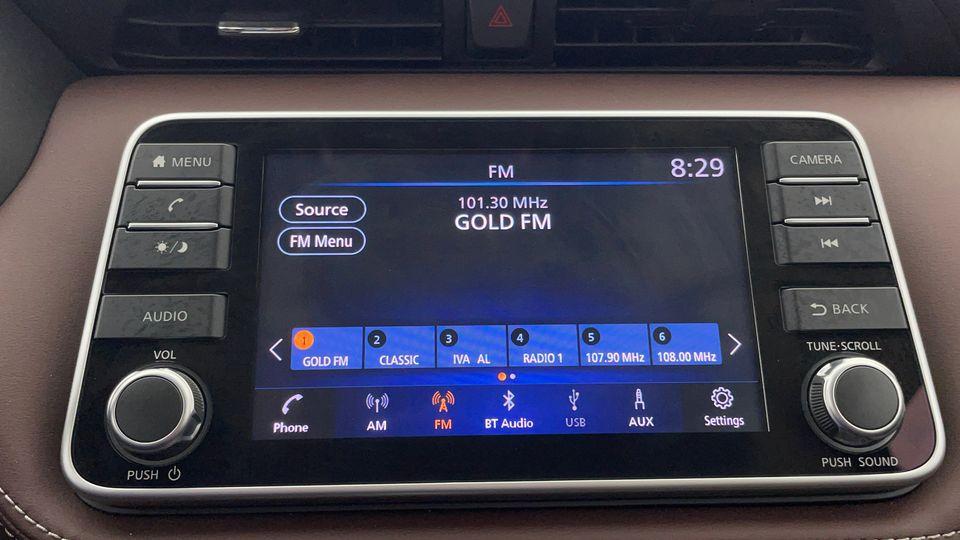 MENU
FM
8:29
CAMERA
Source
101.30 MHz
GOLD FM
FM Menu
AUDIO
BACK
VOL
TUNE·SCROLL
1 2 3 4 5 6
GOLD FM CLASSIC IVA AL RADIO 1 107.90 MHz 108.00 MHz
Phone AM FM BT Audio USB AUX Settings
PUSH
PUSH SOUND